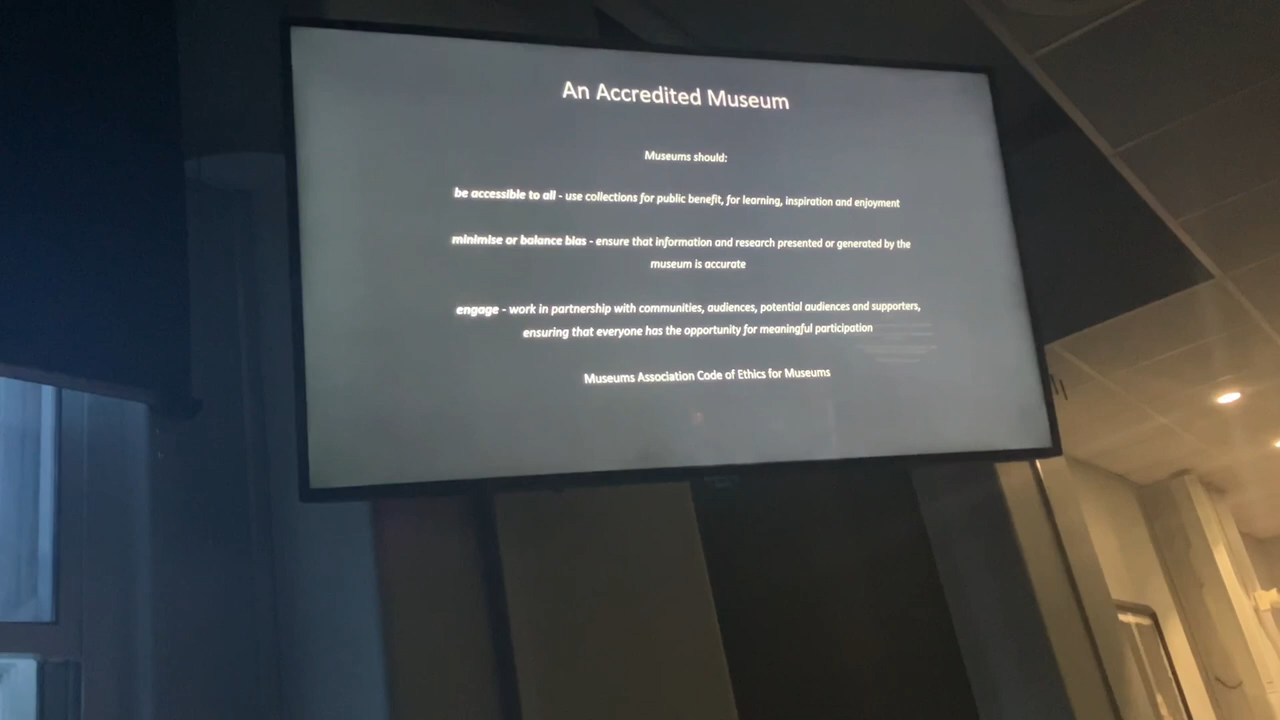 An Accredited Museum
Museums should:
be accessible to all - use collections for public benefit, for learning, inspiration and enjoyment
minimise or balance bias - ensure that information and research presented or generated by the
museum is accurate
engage - work in partnership with communities, audiences, potential audiences and supporters,
ensuring that everyone has the opportunity for meaningful participation
Museums Association Code of Ethics for Museums